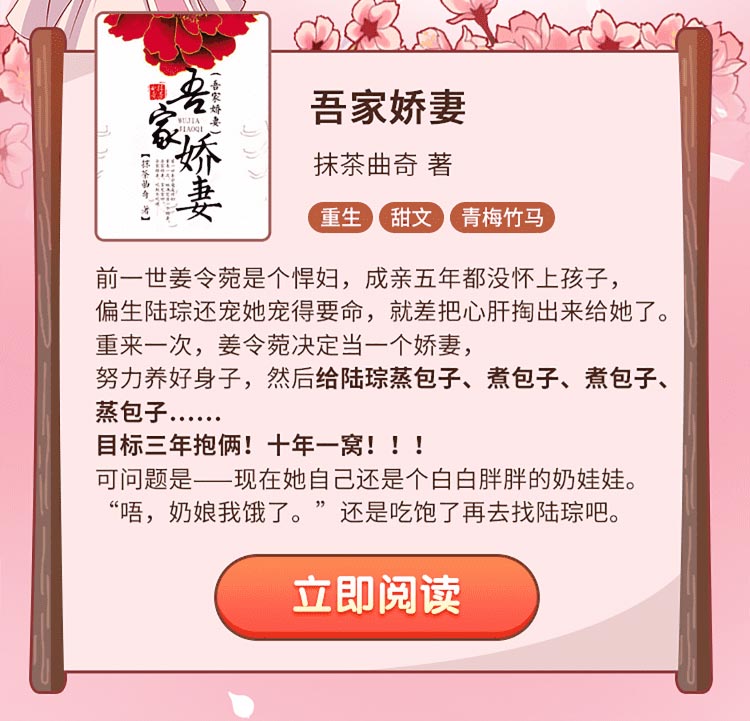 吾家娇妻
(吾家娇妻)
WUJIA
JIAOQI
【抹茶曲奇 著】
吾家娇妻
抹茶曲奇 著
重生 甜文 青梅竹马
前一世姜令菀是个悍妇，成亲五年都没怀上孩子，
偏生陆琮还宠她宠得要命，就差把心肝掏出来给她了。
重来一次，姜令菀决定当一个娇妻，
努力养好身子，然后给陆琮蒸包子、煮包子、煮包子、
蒸包子……
目标三年抱俩！十年一窝！！！
可问题是——现在她自己还是个白白胖胖的奶娃娃。
“唔，奶娘我饿了。”还是吃饱了再去找陆琮吧。
立即阅读